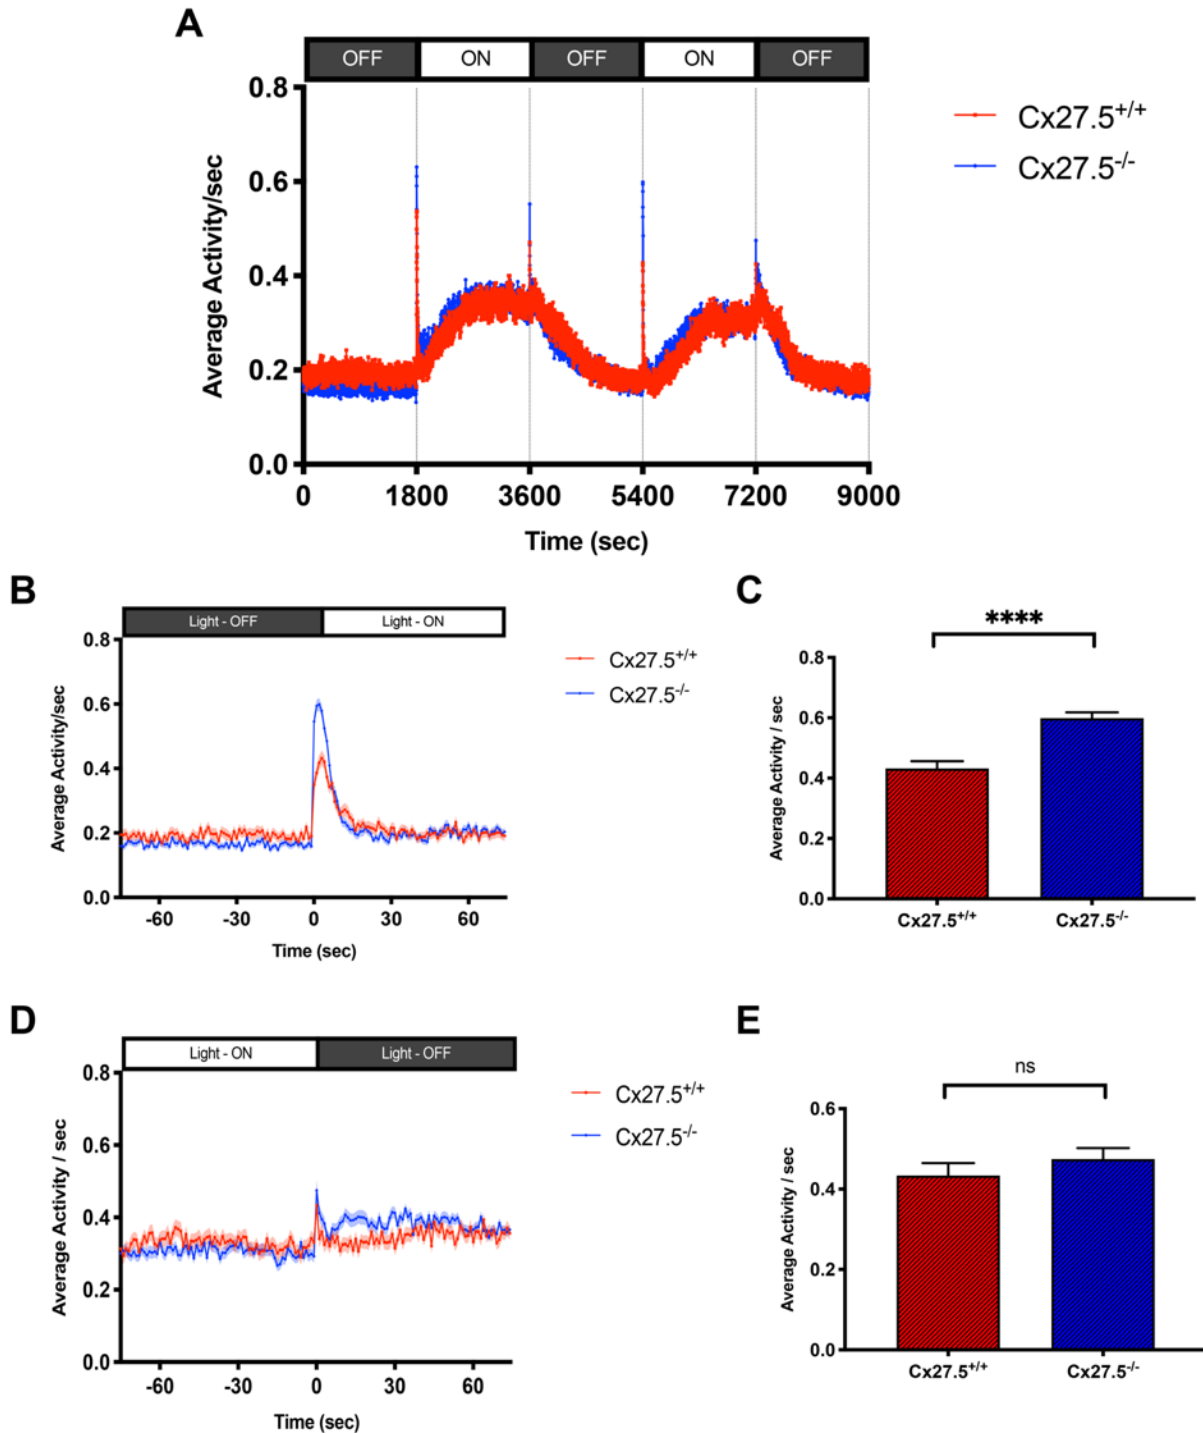 A
OFF ON OFF ON OFF
0.8
0.6
0.4
0.2
0.0
Average Activity/sec
0 1800 3600 5400 7200 9000
Time (sec)
Cx27.5+/+
Cx27.5-/-
B
Light - OFF Light - ON
0.8
0.6
0.4
0.2
0.0
Average Activity/sec
-60 -30 0 30 60
Time (sec)
Cx27.5+/+
Cx27.5-/-
C
****
0.8
0.6
0.4
0.2
0.0
Average Activity / sec
Cx27.5+/+ Cx27.5-/-
D
Light - ON Light - OFF
0.8
0.6
0.4
0.2
0.0
Average Activity / sec
-60 -30 0 30 60
Time (sec)
Cx27.5+/+
Cx27.5-/-
E
ns
0.6
0.4
0.2
0.0
Average Activity / sec
Cx27.5+/+ Cx27.5-/-